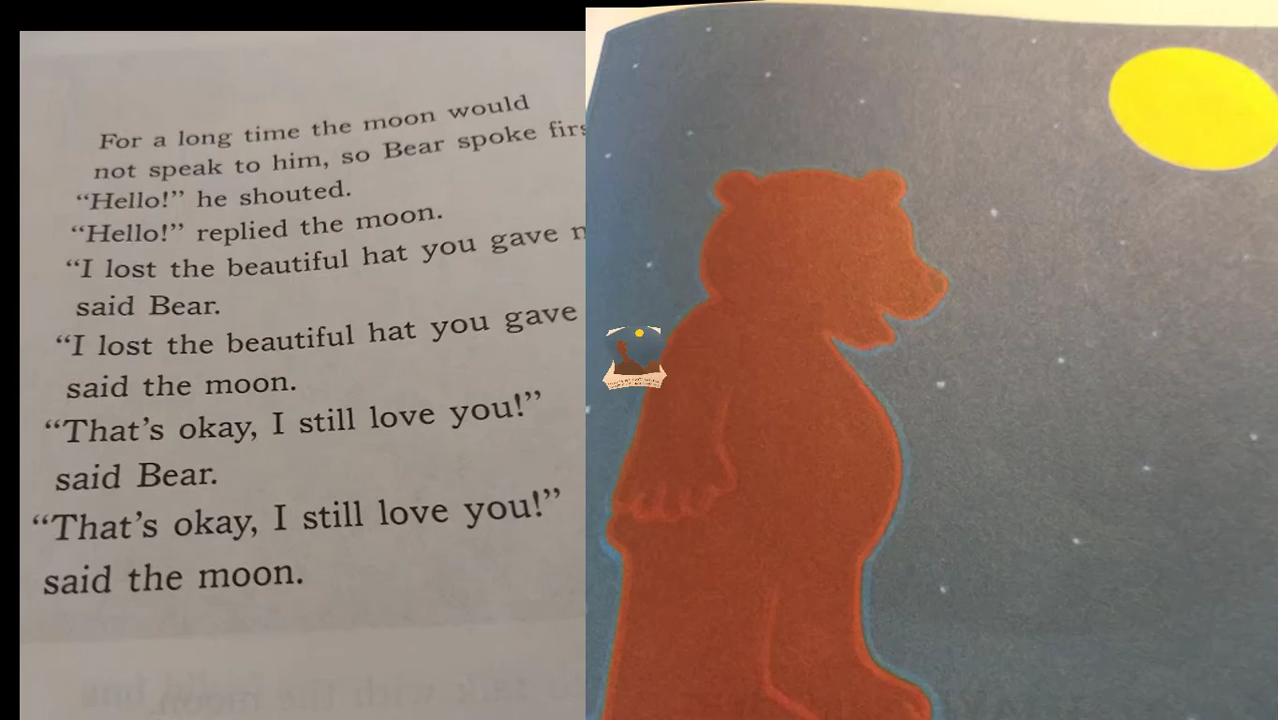 For a long time the moon would
not speak to him, so Bear spoke
“Hello!” he shouted.
“Hello!” replied the moon.
“I lost the beautiful hat you gave
said Bear.
“I lost the beautiful hat you gave
said the moon.
“That’s okay, I still love you!”
said Bear.
“That’s okay, I still love you!”
said the moon.